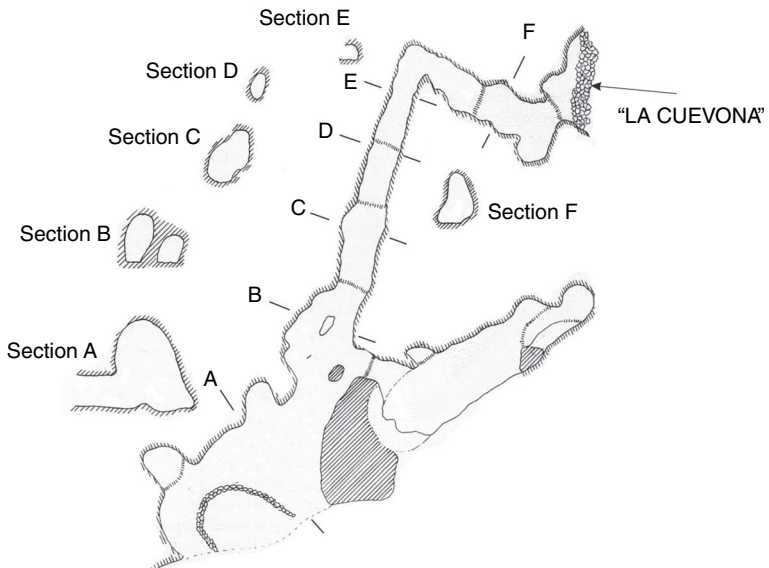 Section E
F
Section D
E
"LA CUEVONA"
Section C
D
C
Section F
Section B
B
Section A
A